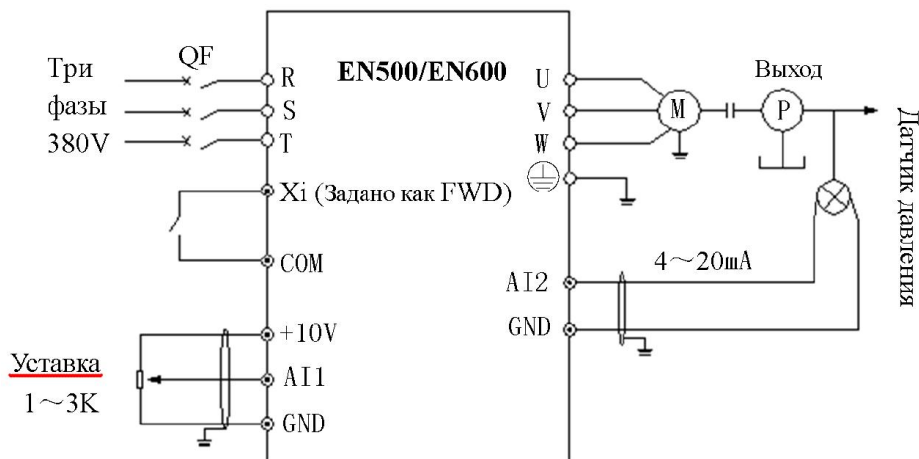 EN500/EN600
Три
фазы
380V
QF
R
S
T
Xi (Задано как FWD)
COM
+10V
AI1
GND
Уставка
1～3K
U
V
W
M
P
Выход
Датчик давления
4～20mA
AI2
GND